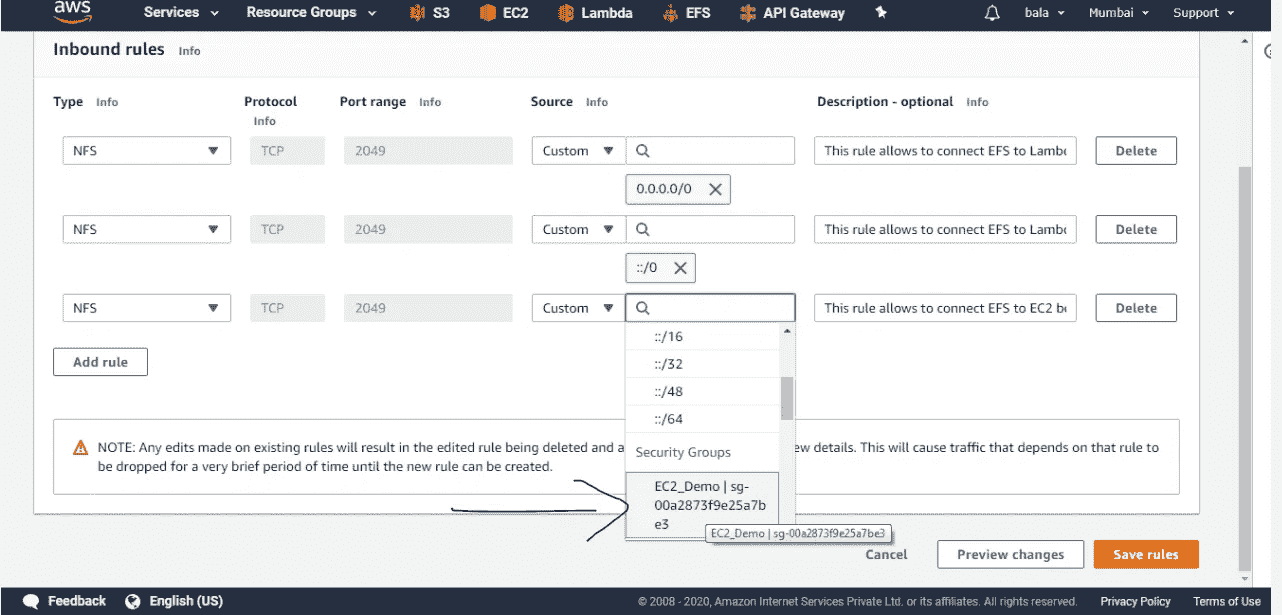 aws Services Resource Groups S3 EC2 Lambda EFS API Gateway bala Mumbai Support
Inbound rules Info
Type Info Protocol Info Port range Info Source Info Description - optional Info
NFS TCP 2049 Custom This rule allows to connect EFS to Lambd Delete
0.0.0.0/0
NFS TCP 2049 Custom This rule allows to connect EFS to Lambd Delete
::/0
NFS TCP 2049 Custom This rule allows to connect EFS to EC2 be Delete
::/16
Add rule
::/32
::/48
::/64
NOTE: Any edits made on existing rules will result in the edited rule being deleted and a ew details. This will cause traffic that depends on that rule to
be dropped for a very brief period of time until the new rule can be created.
Security Groups
EC2_Demo | sg-
00a2873f9e25a7b
e3
EC2_Demo | sg-00a2873f9e25a7be3
Cancel Preview changes Save rules
Feedback English (US) © 2008 - 2020, Amazon Internet Services Private Ltd. or its affiliates. All rights reserved. Privacy Policy Terms of Use